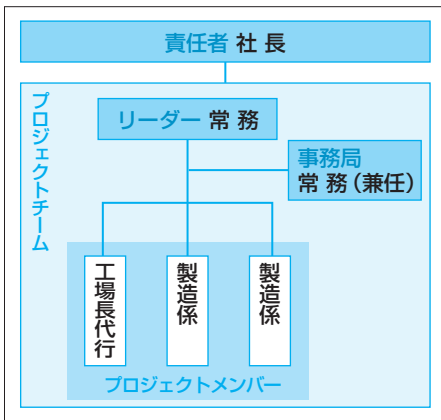 責任者 社 長
プロジェクトチーム
リーダー 常 務
事務局
常 務（兼任）
工場長代行
製造係
製造係
プロジェクトメンバー